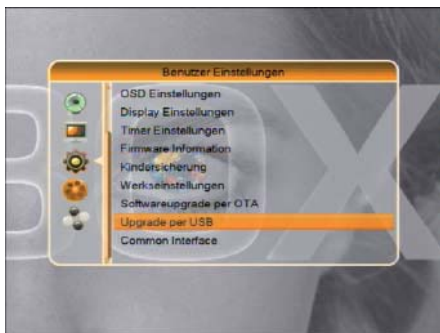 Benutzer Einstellungen
OSD Einstellungen
Display Einstellungen
Timer Einstellungen
Firmware Information
Kindersicherung
Werkseinstellungen
Softwareupgrade per OTA
Upgrade per USB
Common Interface